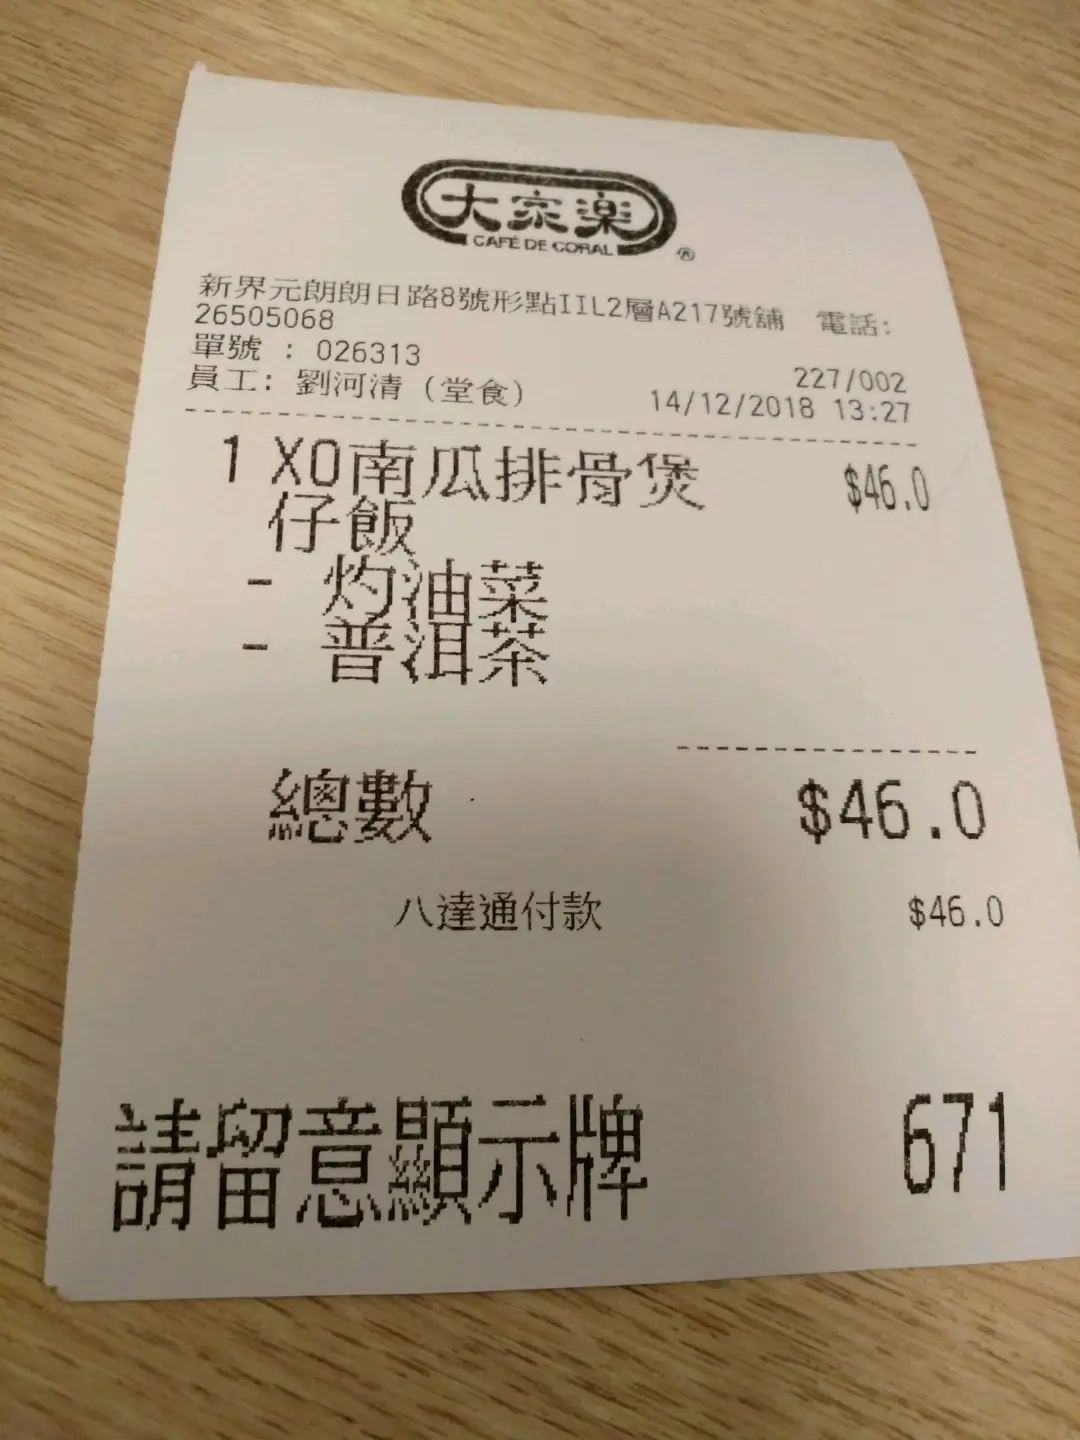 大家樂
CAFÉ DE CORAL
®
新界元朗朗日路8號形點IIL2層A217號舖 電話:
26505068
單號 : 026313
227/002
員工: 劉河清 (堂食)
14/12/2018 13:27
1 XO南瓜排骨煲 $46.0
仔飯
- 灼油菜
- 普洱茶
總數 $46.0
八達通付款 $46.0
請留意顯示牌 671